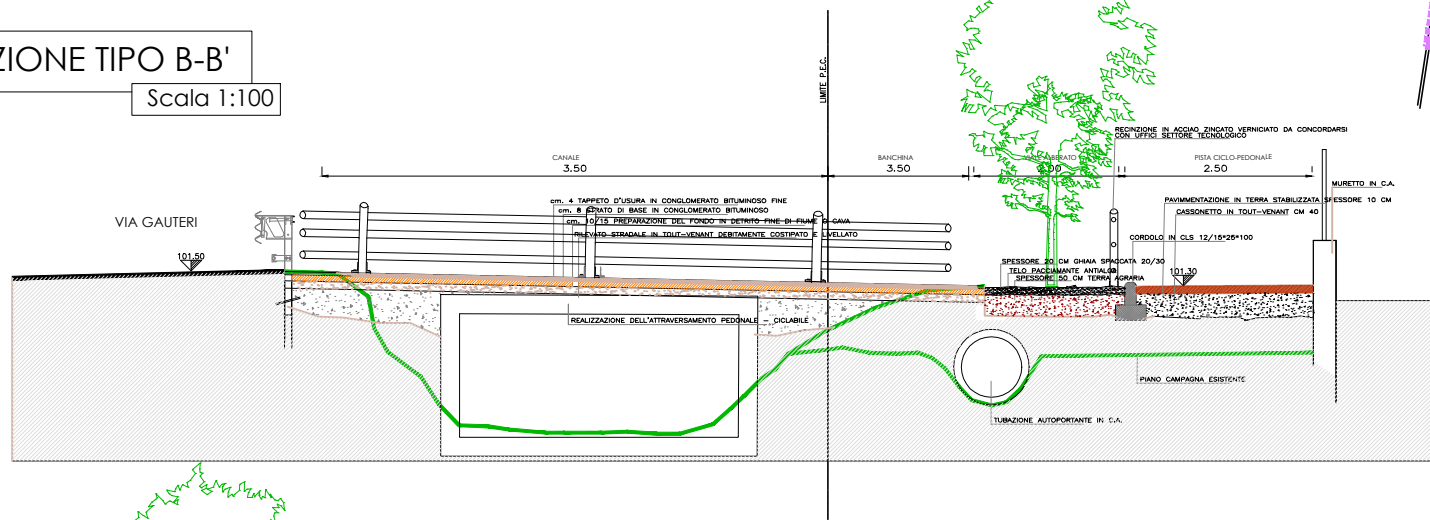 ZIONE TIPO B-B'
Scala 1:100
LIMITE P.E.C.
RECINZIONE IN ACCIAO ZINCATO VERNICIATO DA CONCORDARSI
CON UFFICI SETTORE TECNOLOGICO
CANALE
3.50
BANCHINA
3.50
ALBERATO
2.00
PISTA CICLO-PEDONALE
2.50
MURETTO IN C.A.
VIA GAUTERI
101.50
cm. 4 TAPPETO D'USURA IN CONGLOMERATO BITUMINOSO FINE
cm. 8 STRATO DI BASE IN CONGLOMERATO BITUMINOSO
cm. 10/15 PREPARAZIONE DEL FONDO IN DETRITO FINE DI FIUME O CAVA
RILEVATO STRADALE IN TOUT-VENANT DEBITAMENTE COSTIPATO E LIVELLATO
PAVIMMENTAZIONE IN TERRA STABILIZZATA SPESSORE 10 CM
CASSONETTO IN TOUT-VENANT CM 40
CORDOLO IN CLS 12/15*25*100
SPESSORE 20 CM GHIAIA SPACCATA 20/30
TELO PACCIAMANTE ANTIALGA
SPESSORE 50 CM TERRA AGRARIA
101.30
REALIZZAZIONE DELL'ATTRAVERSAMENTO PEDONALE - CICLABILE
PIANO CAMPAGNA ESISTENTE
TUBAZIONE AUTOPORTANTE IN C.A.